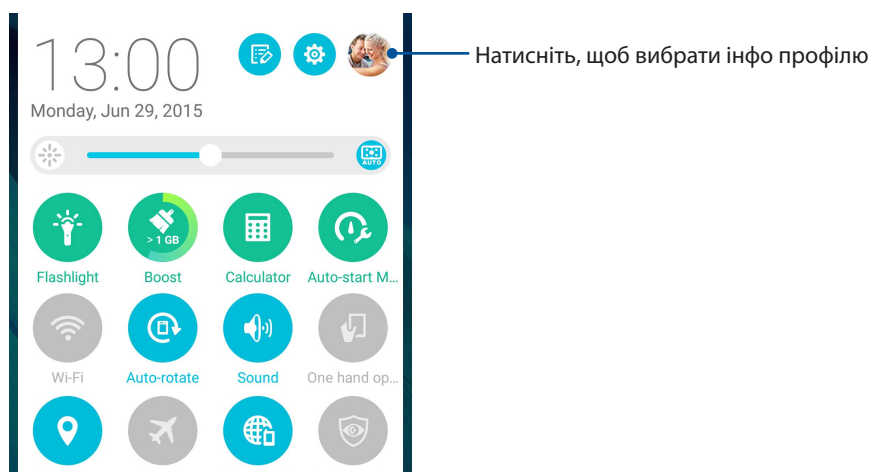 13:00
Натисніть, щоб вибрати інфо профілю
Monday, Jun 29, 2015
AUTO
> 1 GB
Flashlight Boost Calculator Auto-start M...
Wi-Fi Auto-rotate Sound One hand op...